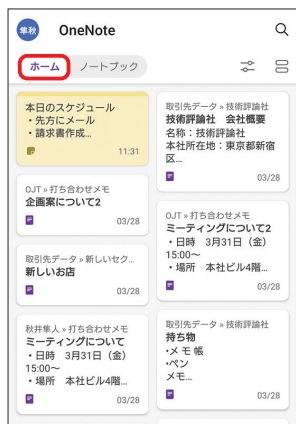 隼秋
OneNote
ホーム
ノートブック
本日のスケジュール
・先方にメール
・請求書作成...
11:31
OJT » 打ち合わせメモ
企画案について2
03/28
取引先データ » 新しいセク...
新しいお店
03/28
秋井隼人 » 打ち合わせメモ
ミーティングについて
・日時　3月31日（金）
15:00～
・場所　本社ビル4階...
03/28
取引先データ » 技術評論社
技術評論社　会社概要
名称：技術評論社
本社所在地：東京都新宿
区...
03/28
OJT » 打ち合わせメモ
ミーティングについて2
・日時　3月31日（金）
15:00～
・場所　本社ビル4階...
03/28
取引先データ » 技術評論社
持ち物
・メモ帳
・ペン
メモ...
03/28